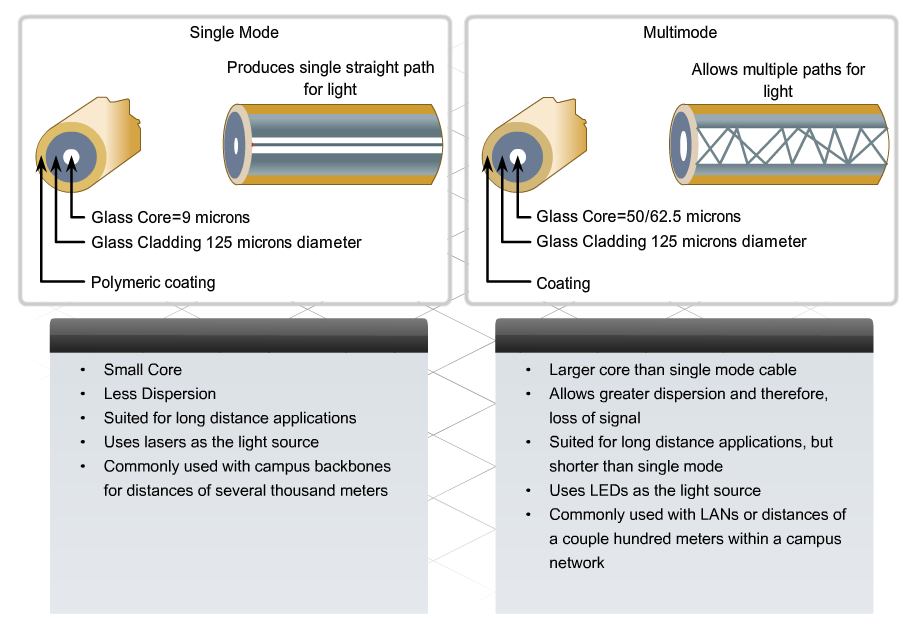 Single Mode
Produces single straight path
for light
Glass Core=9 microns
Glass Cladding 125 microns diameter
Polymeric coating
Multimode
Allows multiple paths for
light
Glass Core=50/62.5 microns
Glass Cladding 125 microns diameter
Coating
• Small Core
• Less Dispersion
• Suited for long distance applications
• Uses lasers as the light source
• Commonly used with campus backbones
for distances of several thousand meters
• Larger core than single mode cable
• Allows greater dispersion and therefore,
loss of signal
• Suited for long distance applications, but
shorter than single mode
• Uses LEDs as the light source
• Commonly used with LANs or distances of
a couple hundred meters within a campus
network